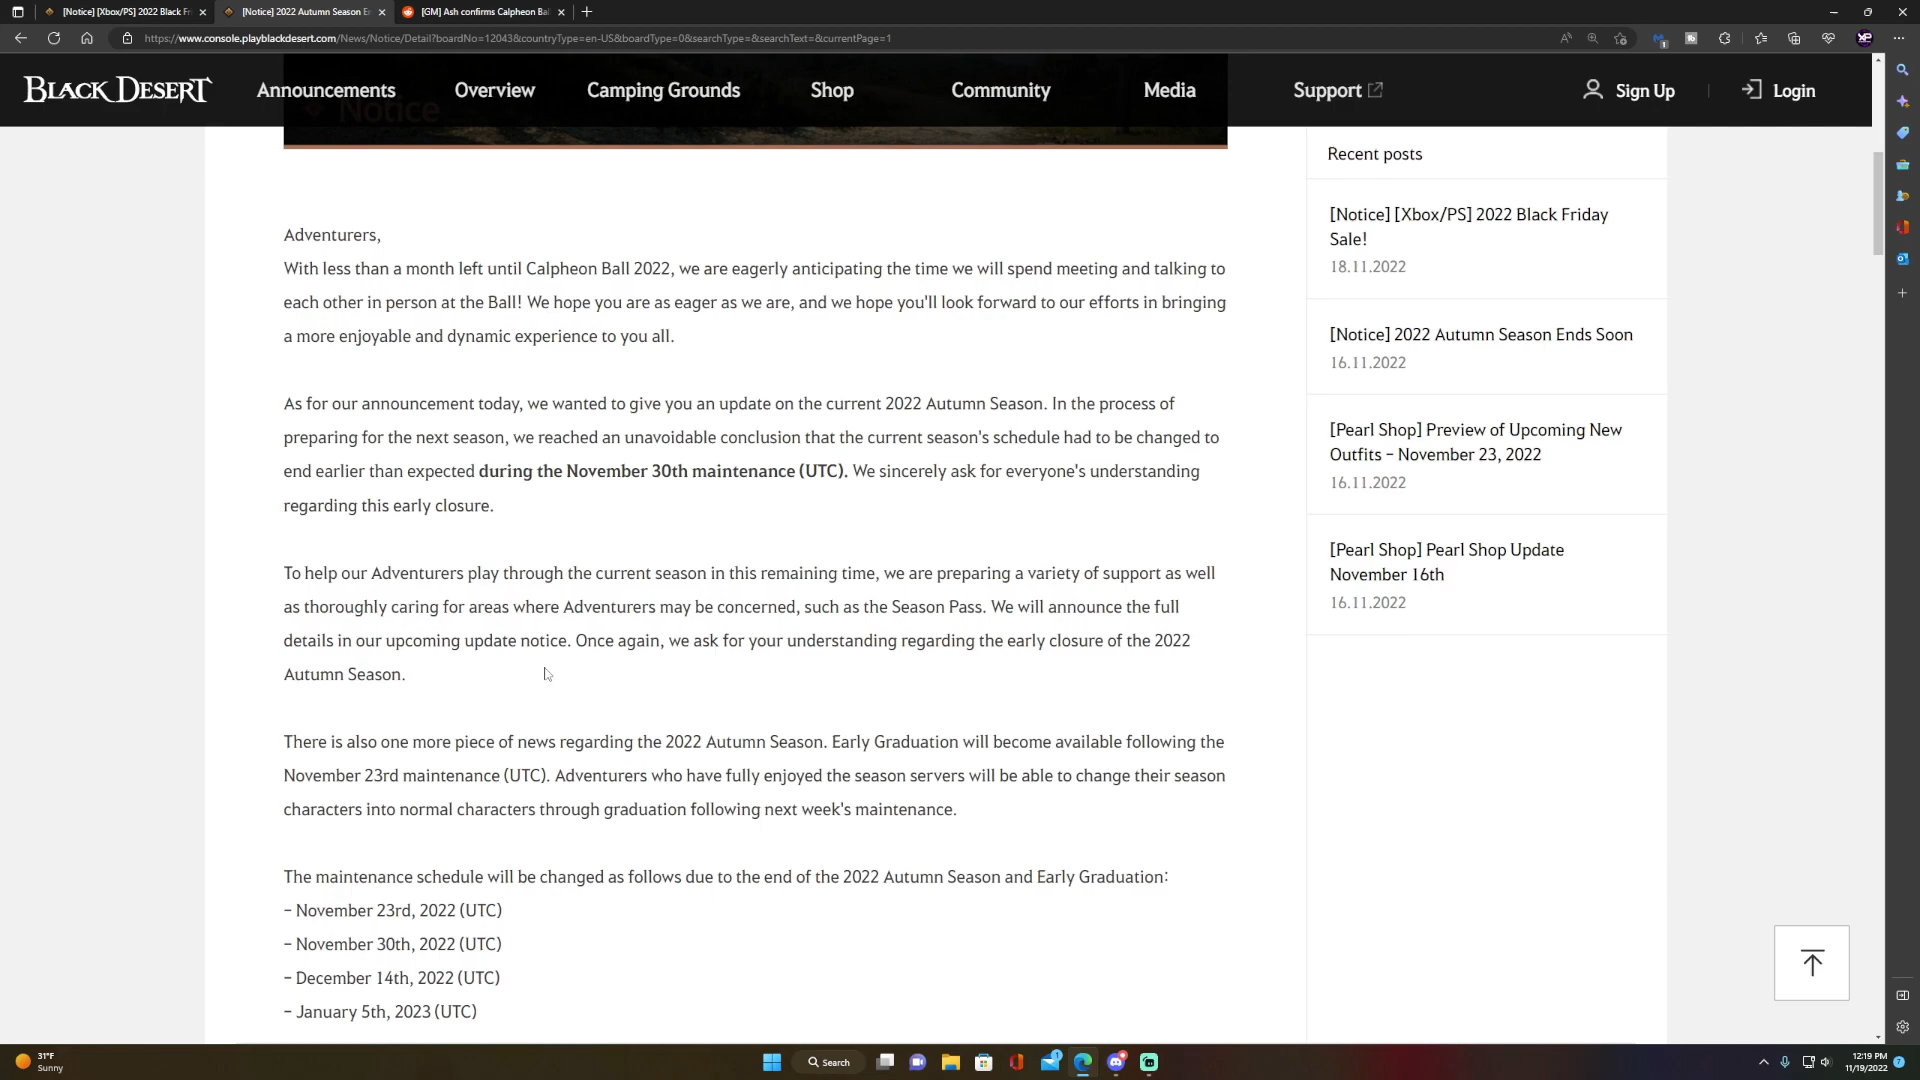 [Notice] [Xbox/PS] 2022 Black Fr
[Notice] 2022 Autumn Season E
[GM] Ash confirms Calpheon Ba
https://www.console.playblackdesert.com/News/Notice/Detail?boardNo=12043&countryType=en-US&boardType=0&searchType=&searchText=&currentPage=1
BLACK DESERT
Announcements
Overview
Camping Grounds
Shop
Community
Media
Support
Sign Up
Login
Notice
Adventurers,
With less than a month left until Calpheon Ball 2022, we are eagerly anticipating the time we will spend meeting and talking to
each other in person at the Ball! We hope you are as eager as we are, and we hope you'll look forward to our efforts in bringing
a more enjoyable and dynamic experience to you all.
As for our announcement today, we wanted to give you an update on the current 2022 Autumn Season. In the process of
preparing for the next season, we reached an unavoidable conclusion that the current season's schedule had to be changed to
end earlier than expected during the November 30th maintenance (UTC). We sincerely ask for everyone's understanding
regarding this early closure.
To help our Adventurers play through the current season in this remaining time, we are preparing a variety of support as well
as thoroughly caring for areas where Adventurers may be concerned, such as the Season Pass. We will announce the full
details in our upcoming update notice. Once again, we ask for your understanding regarding the early closure of the 2022
Autumn Season.
There is also one more piece of news regarding the 2022 Autumn Season. Early Graduation will become available following the
November 23rd maintenance (UTC). Adventurers who have fully enjoyed the season servers will be able to change their season
characters into normal characters through graduation following next week's maintenance.
The maintenance schedule will be changed as follows due to the end of the 2022 Autumn Season and Early Graduation:
- November 23rd, 2022 (UTC)
- November 30th, 2022 (UTC)
- December 14th, 2022 (UTC)
- January 5th, 2023 (UTC)
Recent posts
[Notice] [Xbox/PS] 2022 Black Friday
Sale!
18.11.2022
[Notice] 2022 Autumn Season Ends Soon
16.11.2022
[Pearl Shop] Preview of Upcoming New
Outfits – November 23, 2022
16.11.2022
[Pearl Shop] Pearl Shop Update
November 16th
16.11.2022
31°F
Sunny
Search
12:19 PM
11/19/2022